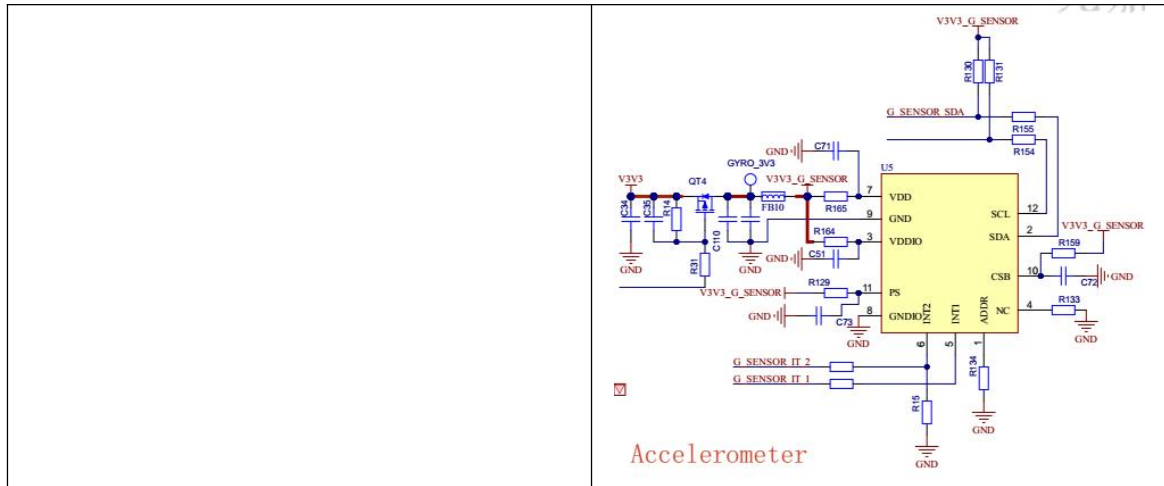 V3V3_G_SENSOR
R130
R131
G_SENSOR_SDA
R155
R154
C71
GND
GYRO_3V3
U5
V3V3
QT4
V3V3_G_SENSOR
7
VDD
FB10
R165
9
GND
SCL
12
C34
C35
R14
C110
R164
3
VDDIO
SDA
2
V3V3_G_SENSOR
GND
C51
R159
GND
GND
R31
CSB
10
GND
C72
R129
V3V3_G_SENSOR
11
PS
NC
4
R133
GND
C73
8
GNDIO
INT2
INT1
ADDR
GND
GND
6
5
1
G_SENSOR_IT_2
G_SENSOR_IT_1
R134
R15
GND
GND
Accelerometer